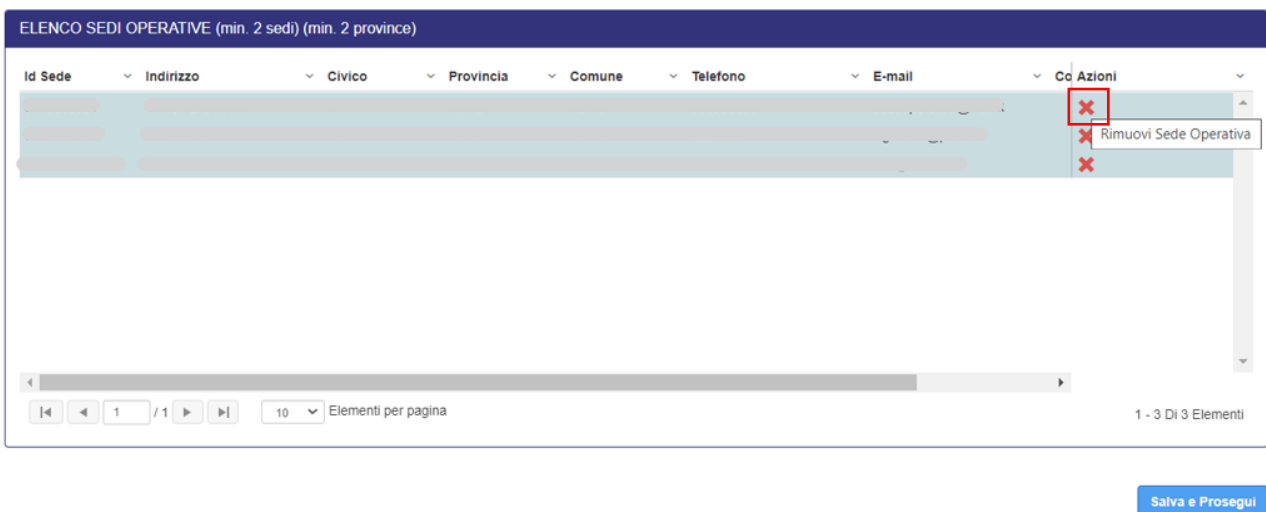 ELENCO SEDI OPERATIVE (min. 2 sedi) (min. 2 province)
Id Sede Indirizzo Civico Provincia Comune Telefono E-mail Co Azioni
Rimuovi Sede Operativa
1 / 1 10 Elementi per pagina 1 - 3 Di 3 Elementi
Salva e Prosegui